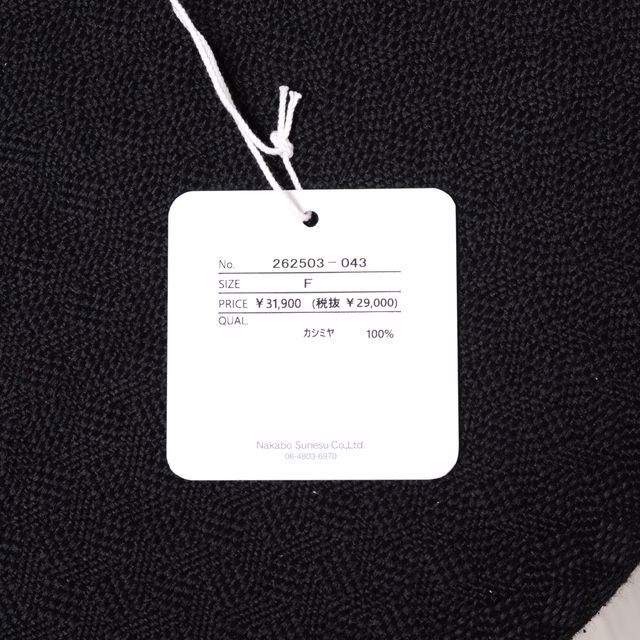 No. 262503-043
SIZE F
PRICE ¥31,900 (税抜 ¥29,000)
QUAL.
カシミヤ 100%
Nakabo Sunesu Co.,Ltd.
06-4803-6970